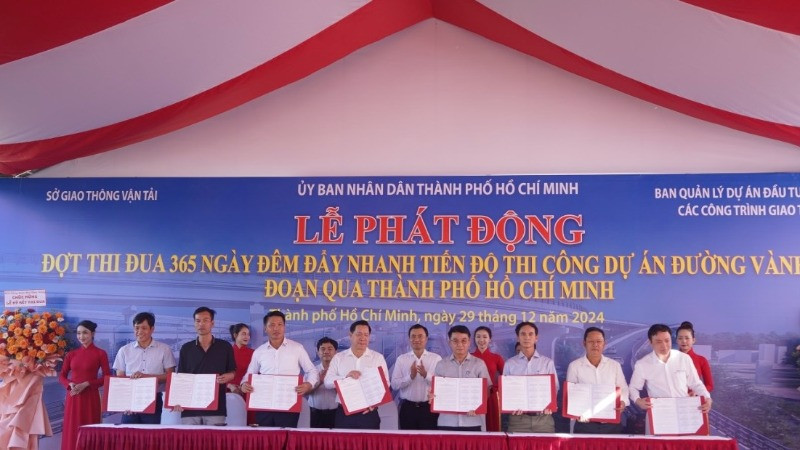 SỞ GIAO THÔNG VẬN TẢI
ỦY BAN NHÂN DÂN THÀNH PHỐ HỒ CHÍ MINH
BAN QUẢN LÝ DỰ ÁN ĐẦU TƯ
CÁC CÔNG TRÌNH GIAO
LỄ PHÁT ĐỘNG
ĐỢT THI ĐUA 365 NGÀY ĐÊM ĐẨY NHANH TIẾN ĐỘ THI CÔNG DỰ ÁN ĐƯỜNG VÀNH
ĐOẠN QUA THÀNH PHỐ HỒ CHÍ MINH
phố Hồ Chí Minh, ngày 29 tháng 12 năm 2024
CHÚC MỪNG